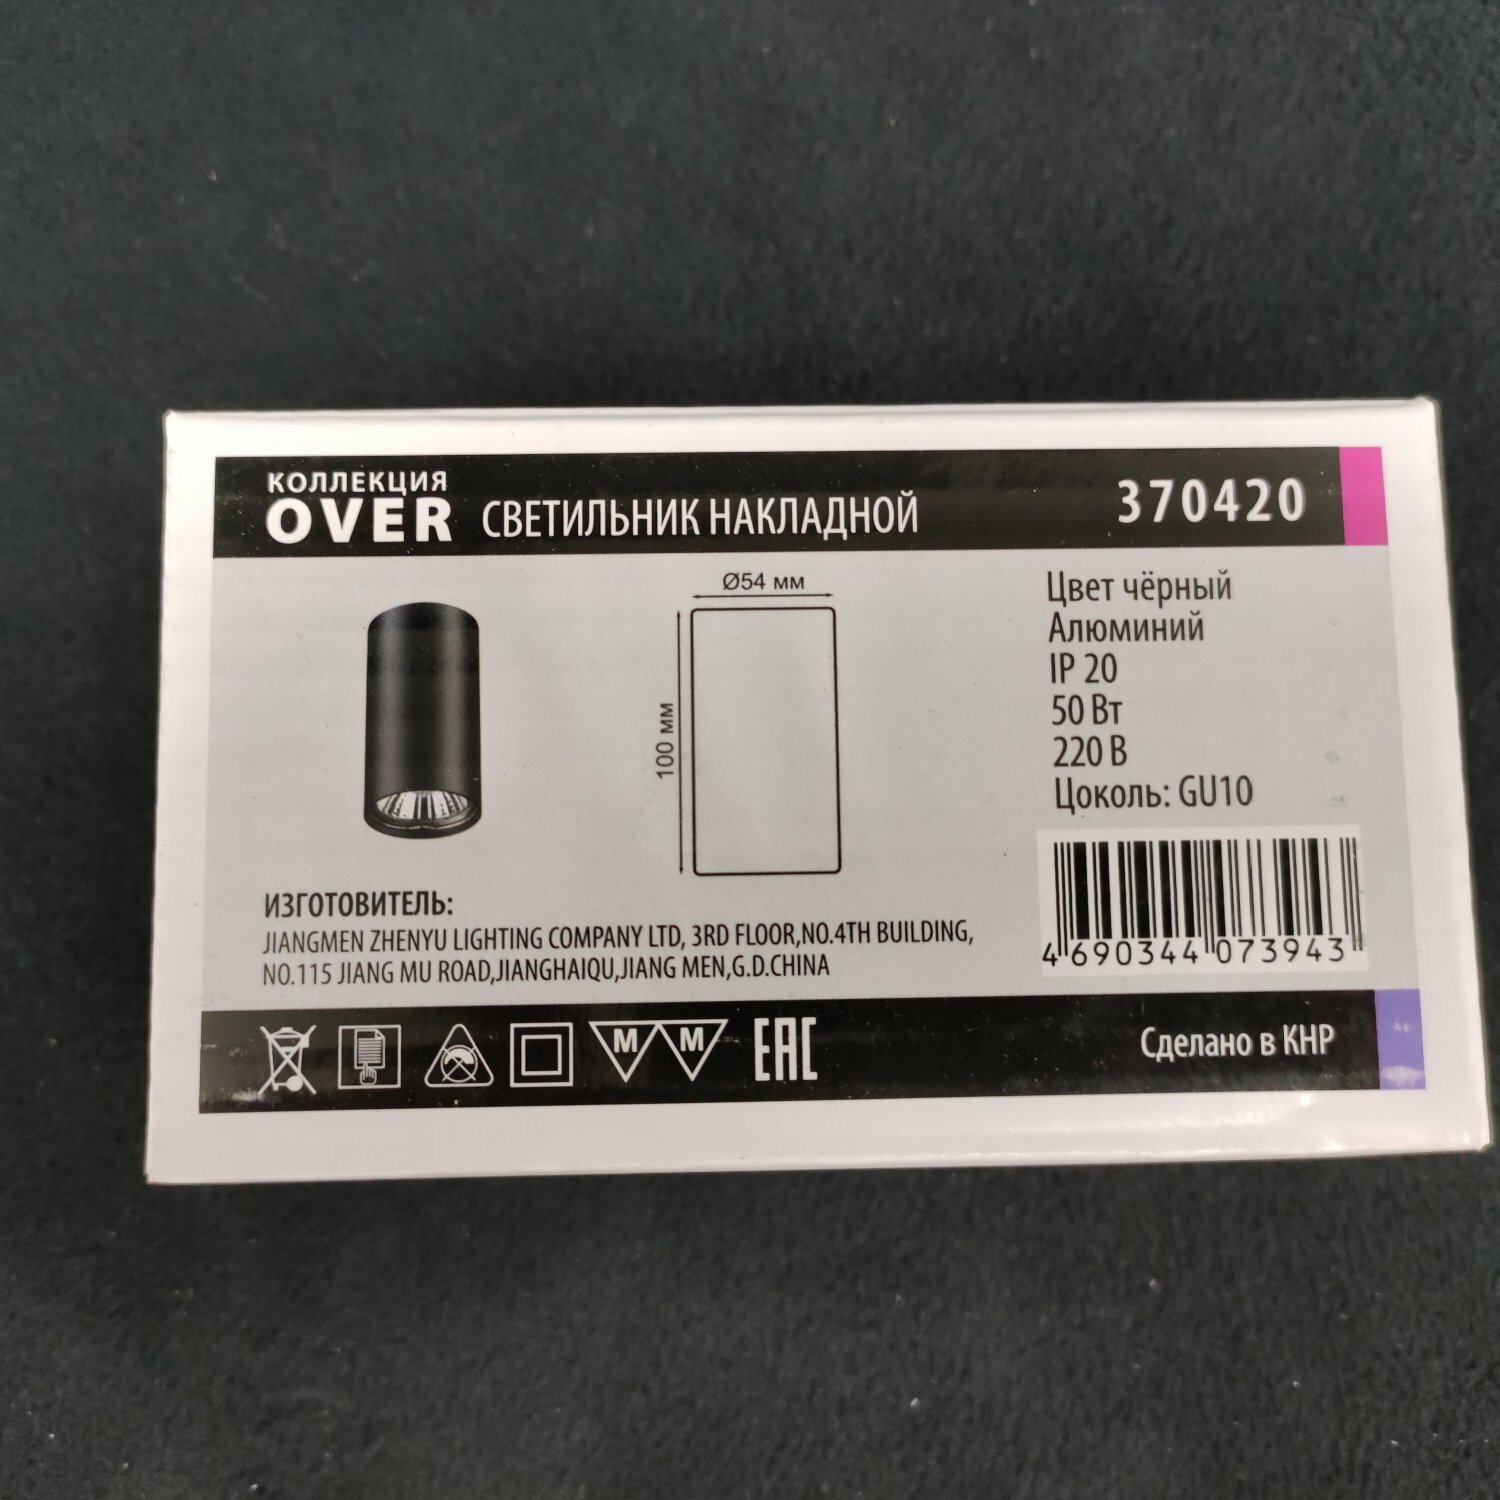 КОЛЛЕКЦИЯ
OVER СВЕТИЛЬНИК НАКЛАДНОЙ
370420
Ø54 мм
100 мм
Цвет чёрный
Алюминий
IP 20
50 Вт
220 В
Цоколь: GU10
4 690344 073943
ИЗГОТОВИТЕЛЬ:
JIANGMEN ZHENYU LIGHTING COMPANY LTD, 3RD FLOOR,NO.4TH BUILDING,
NO.115 JIANG MU ROAD,JIANGHAIQU,JIANG MEN,G.D.CHINA
M M EAC
Сделано в КНР